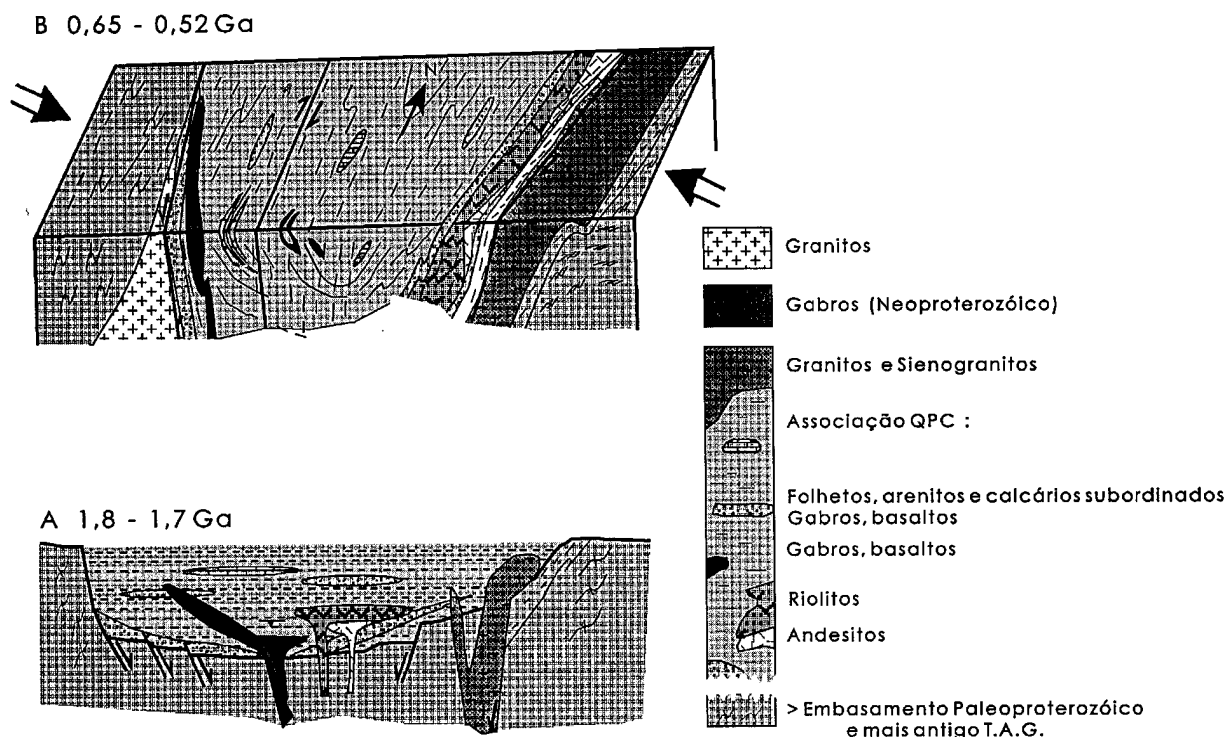 B 0,65 - 0,52 Ga
N
Granitos
Gabros (Neoproterozóico)
Granitos e Sienogranitos
Associação QPC :
Folhetos, arenitos e calcários subordinados
Gabros, basaltos
Gabros, basaltos
Riolitos
Andesitos
> Embasamento Paleoproterozóico
e mais antigo T.A.G.
A 1,8 - 1,7 Ga